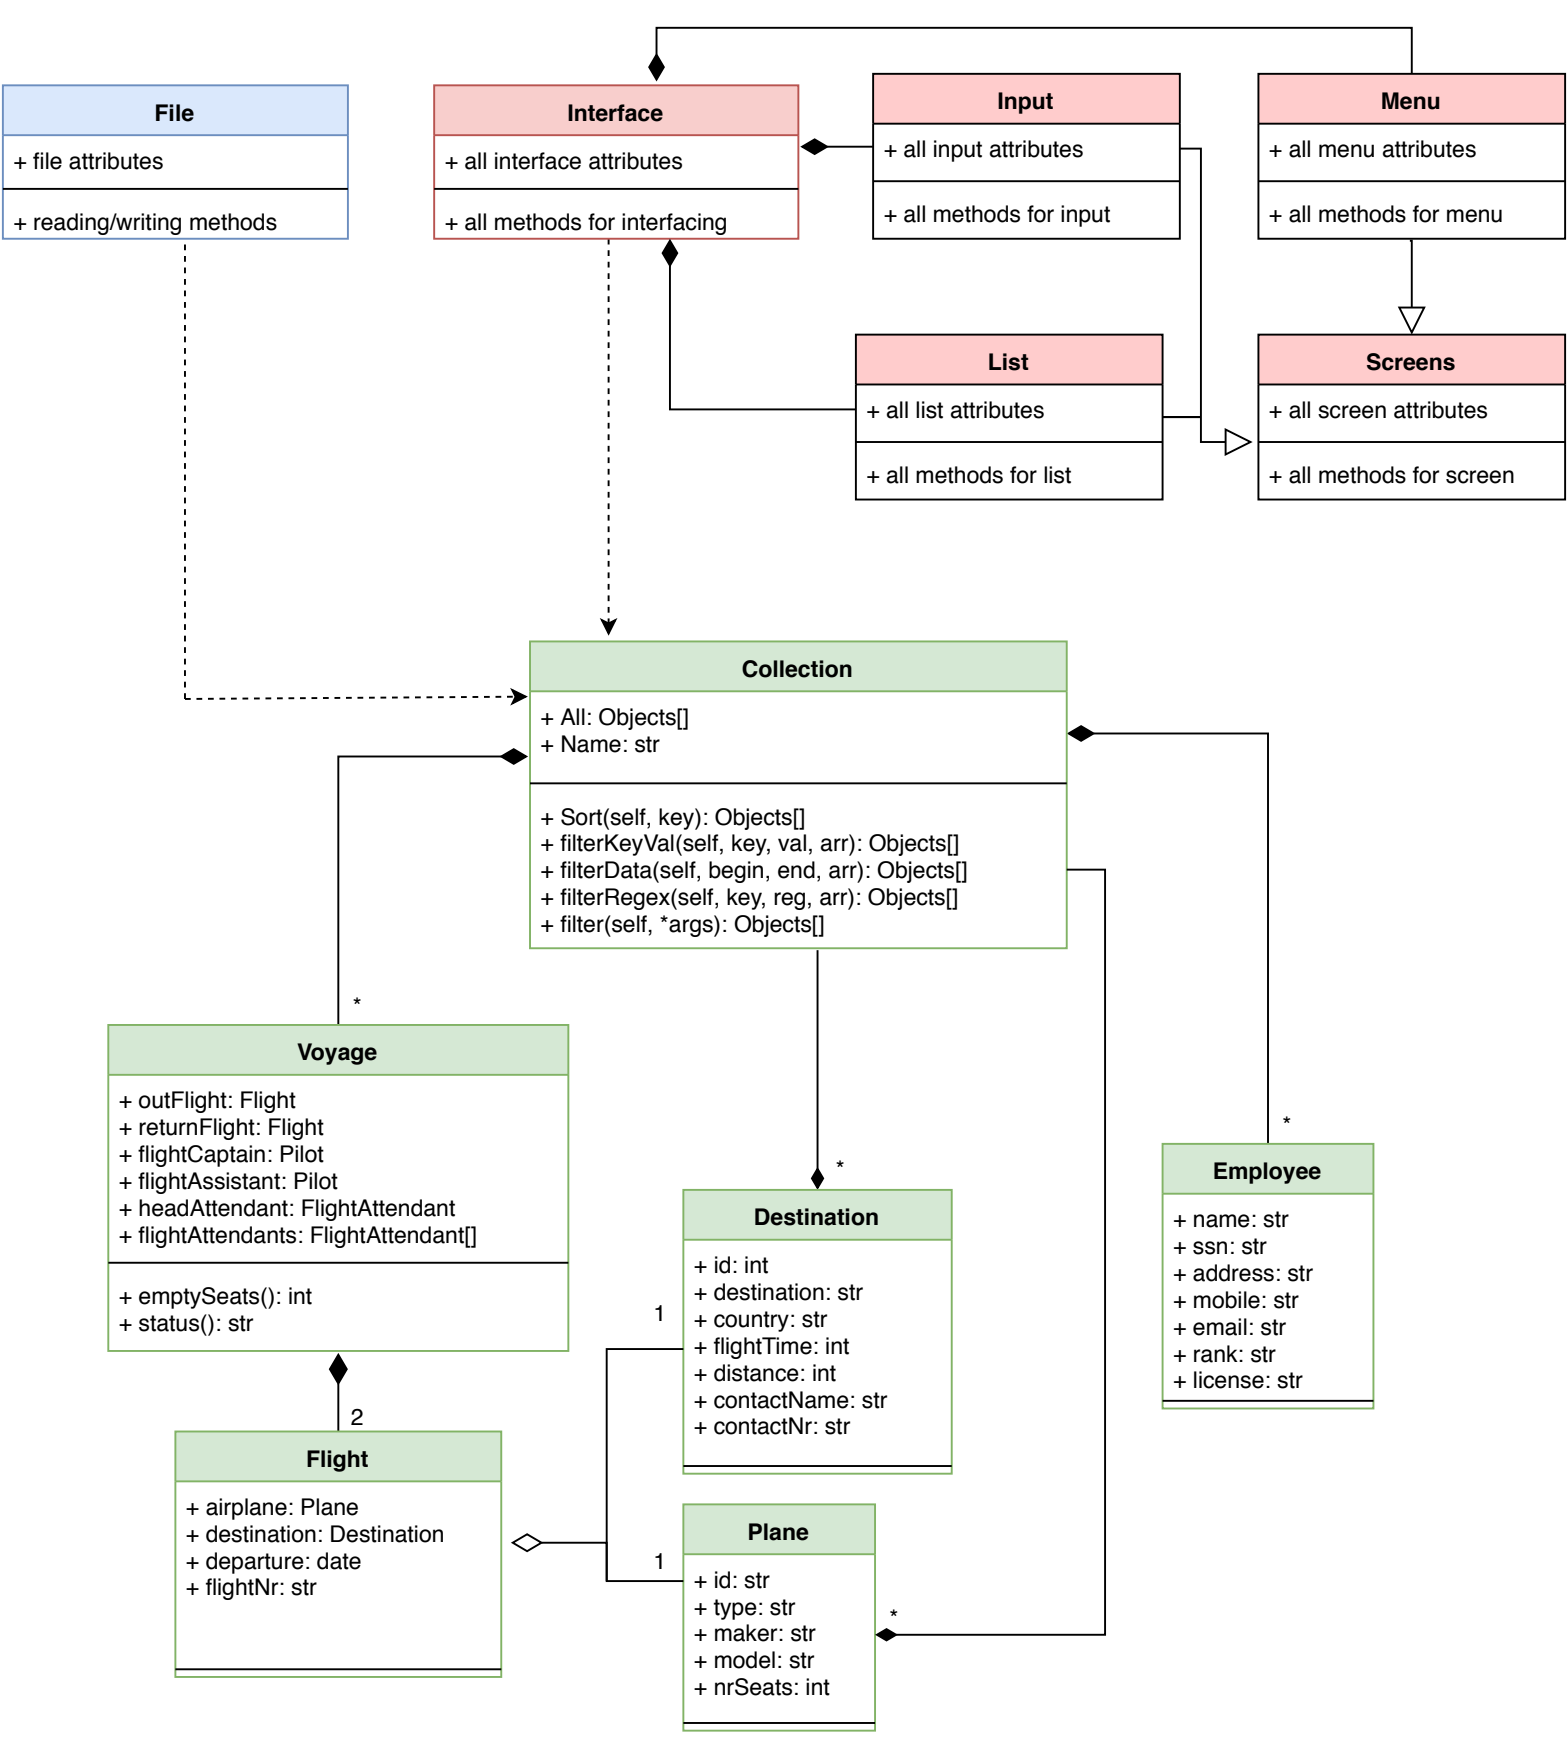 File
+ file attributes
+ reading/writing methods
Interface
+ all interface attributes
+ all methods for interfacing
Input
+ all input attributes
+ all methods for input
Menu
+ all menu attributes
+ all methods for menu
List
+ all list attributes
+ all methods for list
Screens
+ all screen attributes
+ all methods for screen
Collection
+ All: Objects[]
+ Name: str
+ Sort(self, key): Objects[]
+ filterKeyVal(self, key, val, arr): Objects[]
+ filterData(self, begin, end, arr): Objects[]
+ filterRegex(self, key, reg, arr): Objects[]
+ filter(self, *args): Objects[]
*
Voyage
+ outFlight: Flight
+ returnFlight: Flight
+ flightCaptain: Pilot
+ flightAssistant: Pilot
+ headAttendant: FlightAttendant
+ flightAttendants: FlightAttendant[]
+ emptySeats(): int
+ status(): str
*
Destination
+ id: int
+ destination: str
+ country: str
+ flightTime: int
+ distance: int
+ contactName: str
+ contactNr: str
*
Employee
+ name: str
+ ssn: str
+ address: str
+ mobile: str
+ email: str
+ rank: str
+ license: str
1
2
Flight
+ airplane: Plane
+ destination: Destination
+ departure: date
+ flightNr: str
1
Plane
+ id: str
+ type: str
+ maker: str
+ model: str
+ nrSeats: int
*